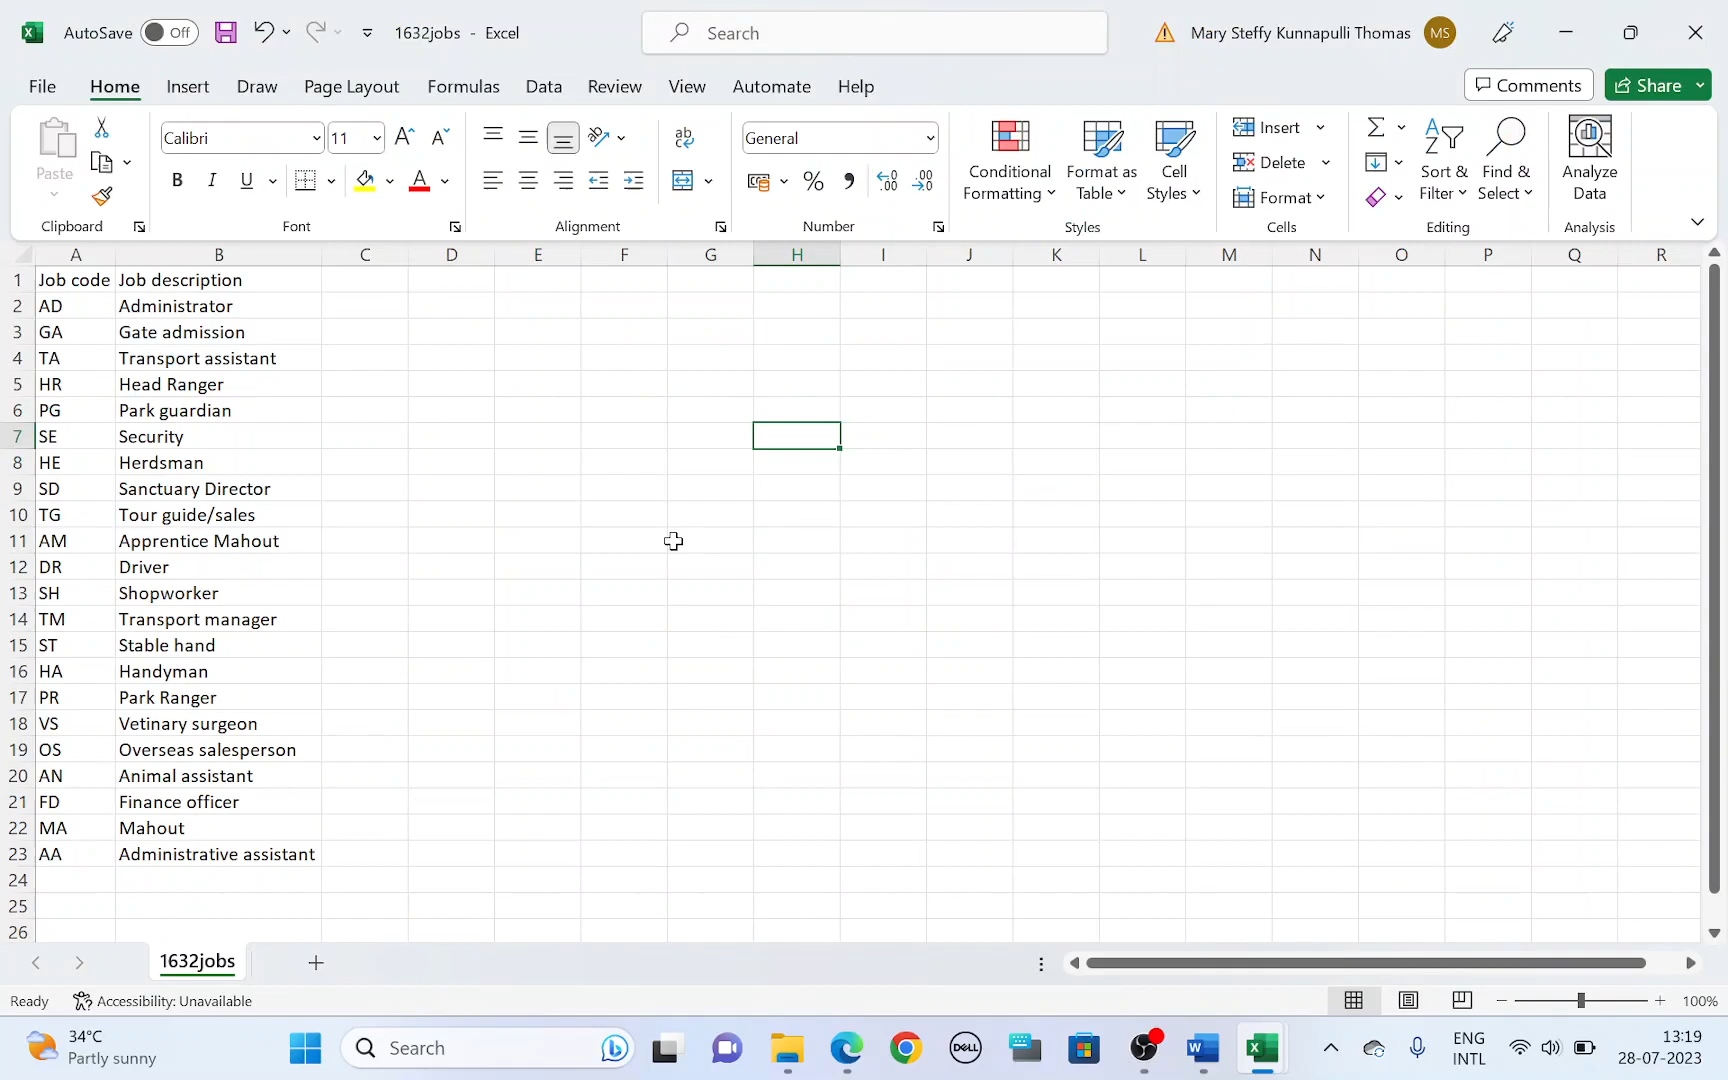 AutoSave Off 1632jobs - Excel Search Mary Steffy Kunnapulli Thomas MS
File Home Insert Draw Page Layout Formulas Data Review View Automate Help Comments Share
Paste Calibri 11 General Conditional Formatting Format as Table Cell Styles Insert Delete Format Sort & Filter Find & Select Analyze Data
Clipboard Font Alignment Number Styles Cells Editing Analysis
A B C D E F G H I J K L M N O P Q R
1 Job code Job description
2 AD Administrator
3 GA Gate admission
4 TA Transport assistant
5 HR Head Ranger
6 PG Park guardian
7 SE Security
8 HE Herdsman
9 SD Sanctuary Director
10 TG Tour guide/sales
11 AM Apprentice Mahout
12 DR Driver
13 SH Shopworker
14 TM Transport manager
15 ST Stable hand
16 HA Handyman
17 PR Park Ranger
18 VS Vetinary surgeon
19 OS Overseas salesperson
20 AN Animal assistant
21 FD Finance officer
22 MA Mahout
23 AA Administrative assistant
24
25
26
1632jobs
Ready Accessibility: Unavailable 100%
34°C Search ENG 13:19
Partly sunny INTL 28-07-2023